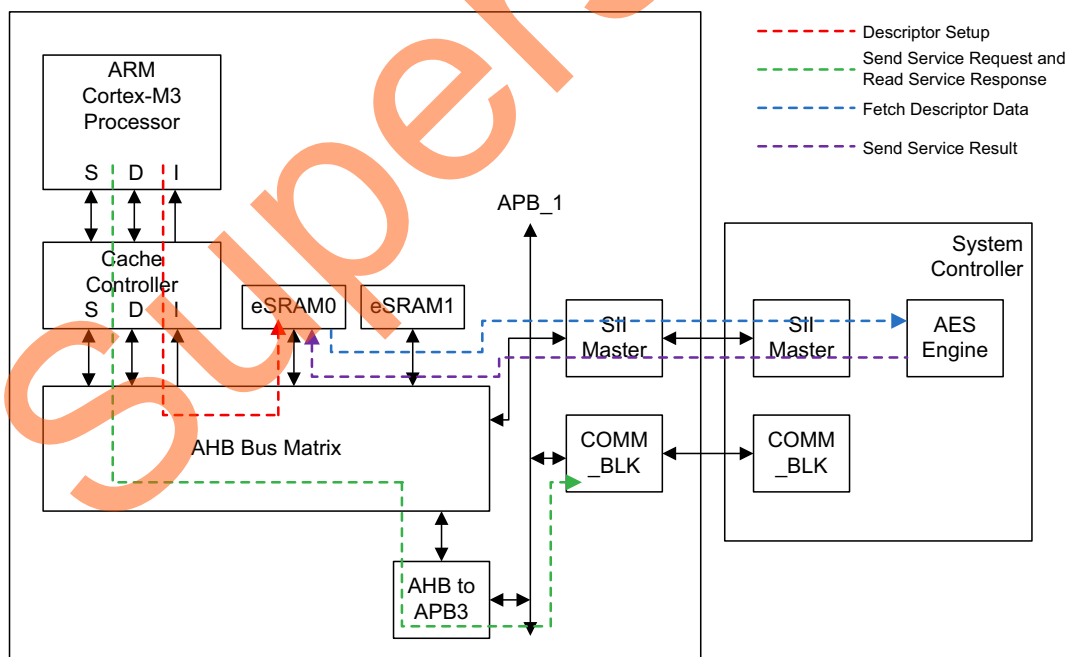 ARM
Cortex-M3
Processor
S D I
Cache
Controller
S D I
eSRAM0
eSRAM1
AHB Bus Matrix
AHB to
APB3
APB_1
SII
Master
COMM
_BLK
System
Controller
SII
Master
AES
Engine
COMM
_BLK
Descriptor Setup
Send Service Request and
Read Service Response
Fetch Descriptor Data
Send Service Result
Supers